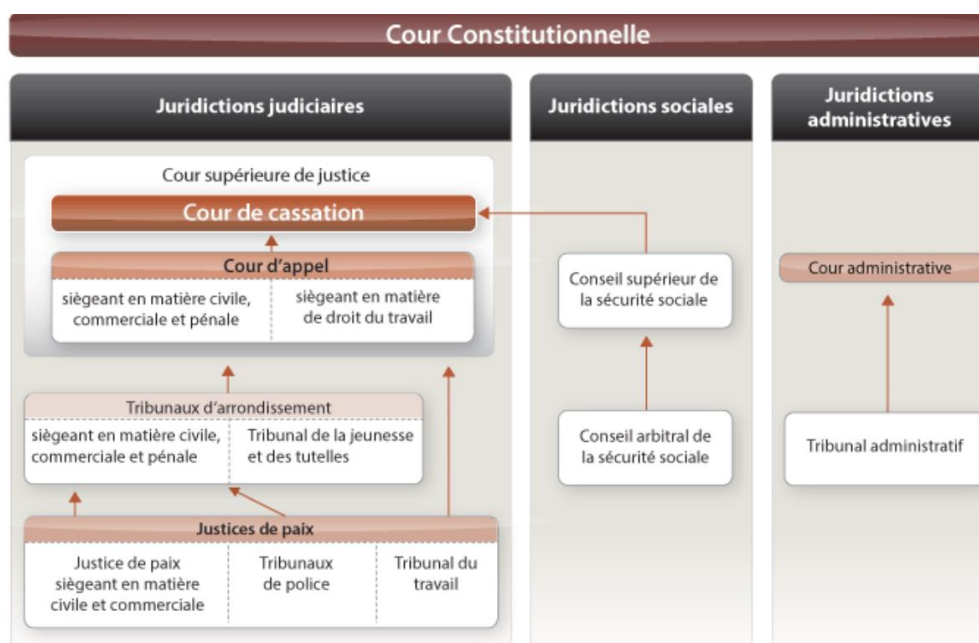 Cour Constitutionnelle
Juridictions judiciaires
Juridictions sociales
Juridictions
administratives
Cour supérieure de justice
Cour de cassation
Cour d'appel
siégeant en matière civile,
commerciale et pénale
siégeant en matière
de droit du travail
Conseil supérieur de
la sécurité sociale
Cour administrative
Tribunaux d'arrondissement
siégeant en matière civile,
commerciale et pénale
Tribunal de la jeunesse
et des tutelles
Conseil arbitral de
la sécurité sociale
Tribunal administratif
Justices de paix
Justice de paix
siégeant en matière
civile et commerciale
Tribunaux
de police
Tribunal du
travail